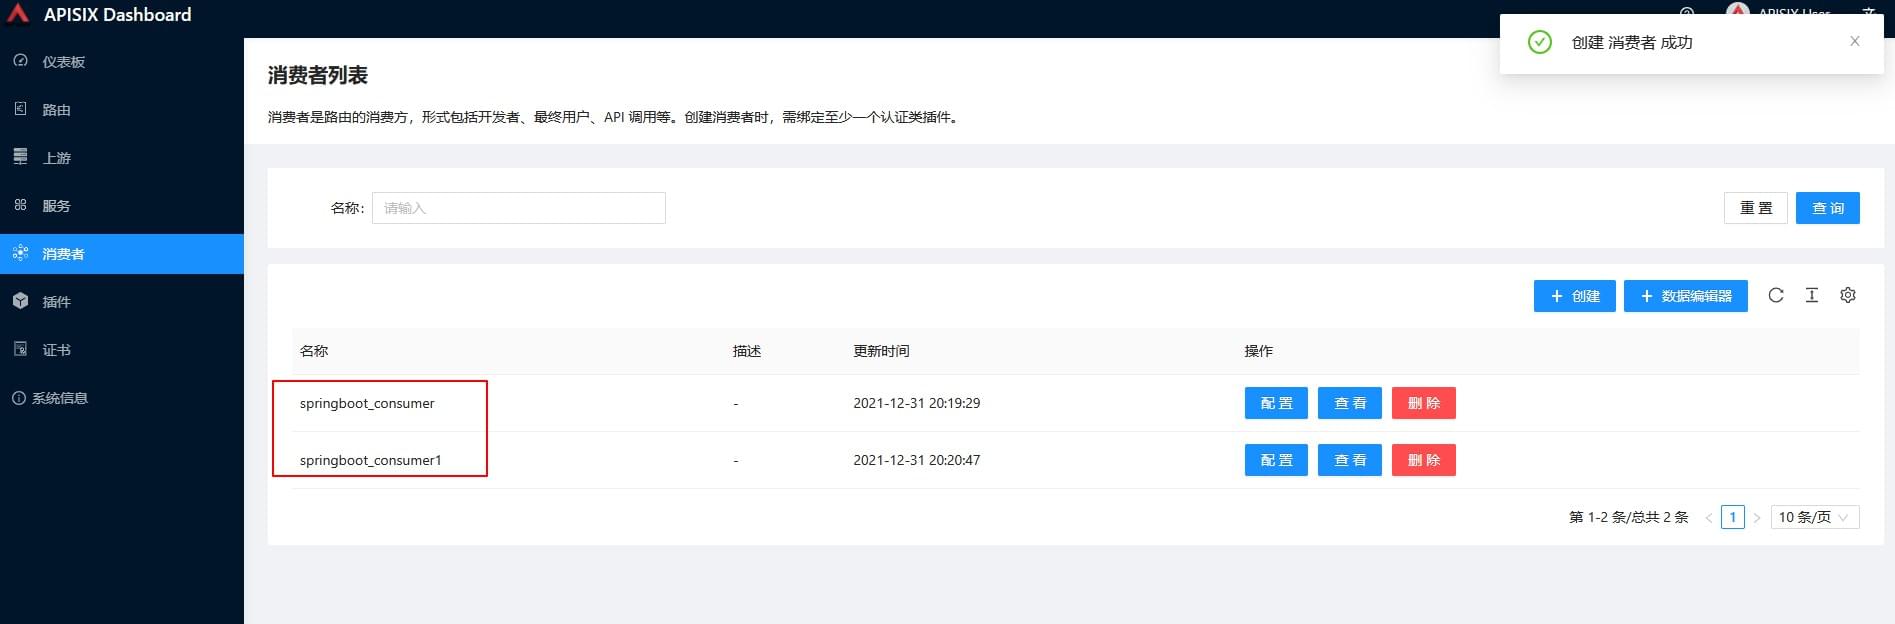 APISIX Dashboard
APISIX User
创建 消费者 成功
仪表板
路由
上游
服务
消费者
插件
证书
系统信息
消费者列表
消费者是路由的消费方，形式包括开发者、最终用户、API 调用等。创建消费者时，需绑定至少一个认证类插件。
名称: 请输入 重 置 查 询
+ 创建 + 数据编辑器
名称 描述 更新时间 操作
springboot_consumer - 2021-12-31 20:19:29 配 置 查 看 删 除
springboot_consumer1 - 2021-12-31 20:20:47 配 置 查 看 删 除
第 1-2 条/总共 2 条 < 1 > 10 条/页